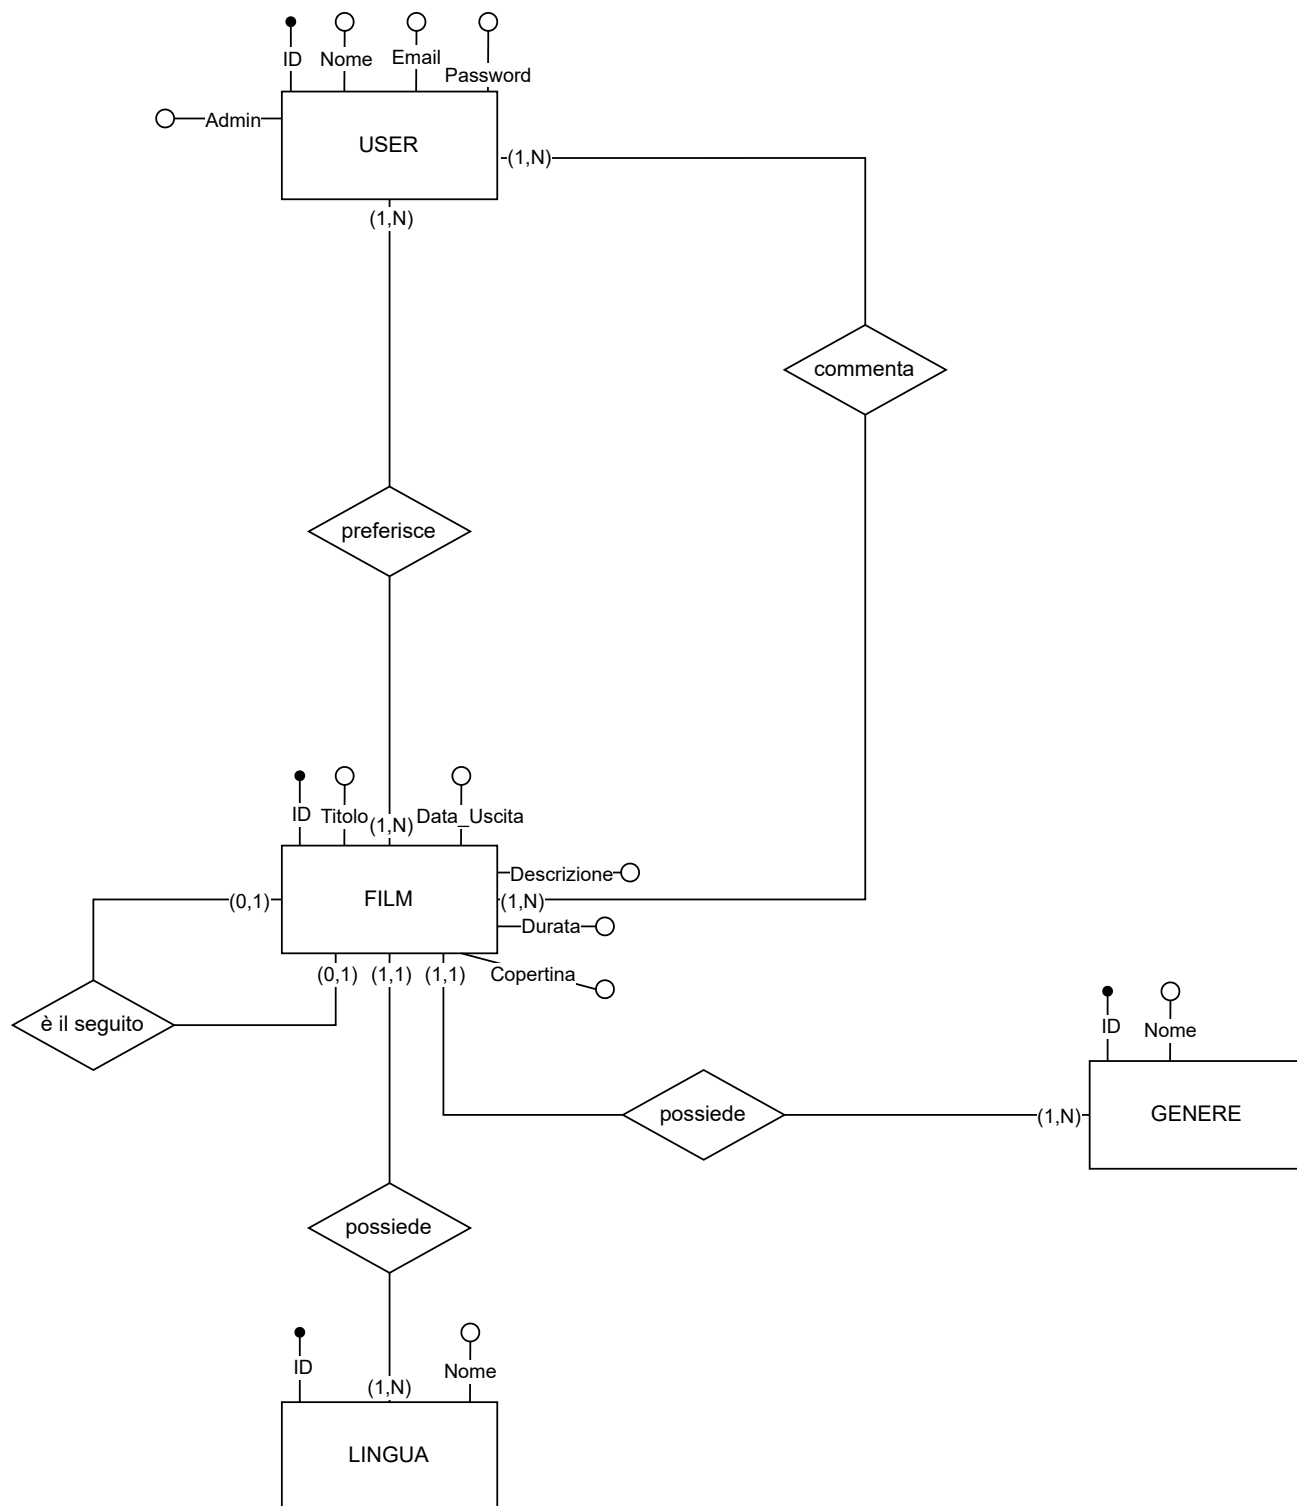 ID
Nome
Email
Password
Admin
USER
(1,N)
(1,N)
commenta
preferisce
ID
Titolo
(1,N)
Data_Uscita
Descrizione
(0,1)
FILM
(1,N)
Durata
(0,1)
(1,1)
(1,1)
Copertina
è il seguito
ID
Nome
possiede
(1,N)
GENERE
possiede
ID
Nome
(1,N)
LINGUA